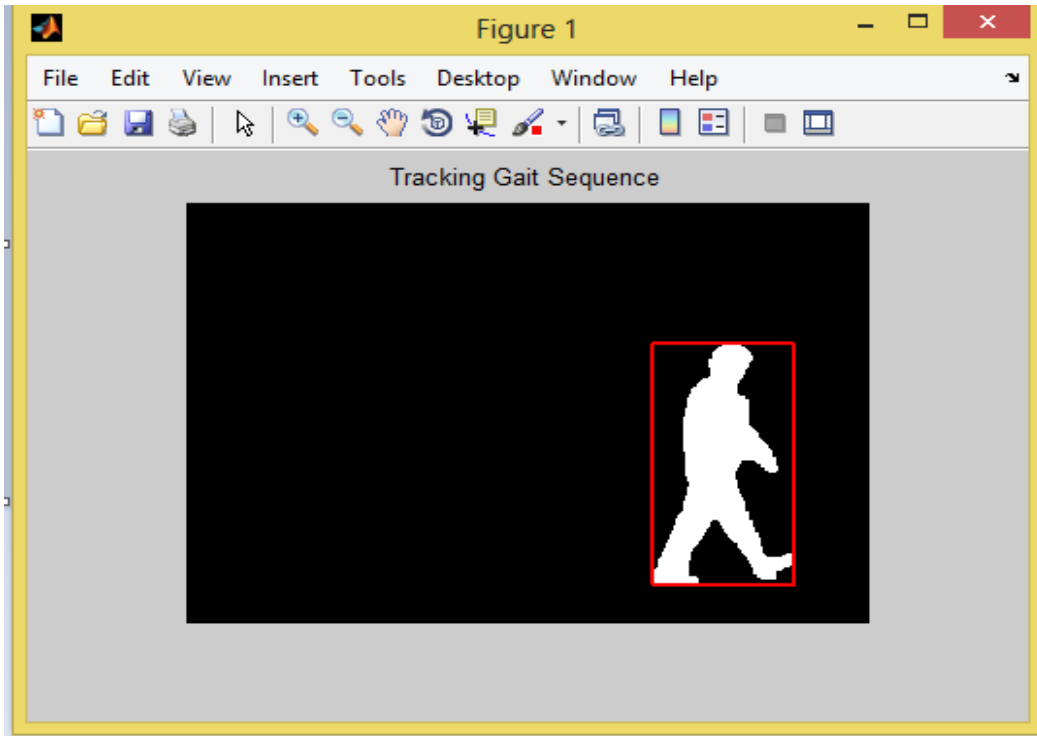 Figure 1
File Edit View Insert Tools Desktop Window Help
Tracking Gait Sequence